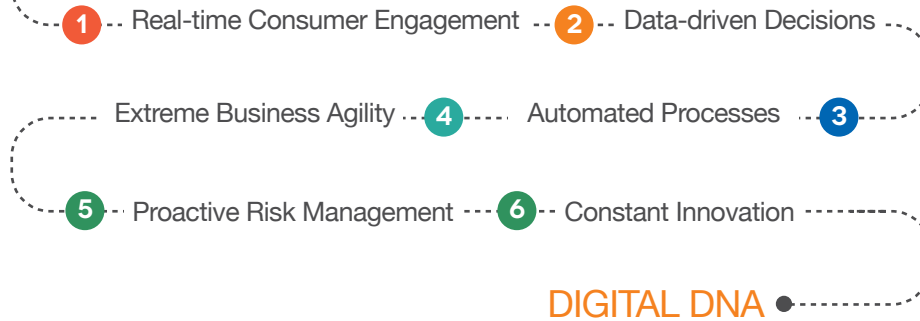 1 Real-time Consumer Engagement 2 Data-driven Decisions
Extreme Business Agility 4 Automated Processes 3
5 Proactive Risk Management 6 Constant Innovation
DIGITAL DNA